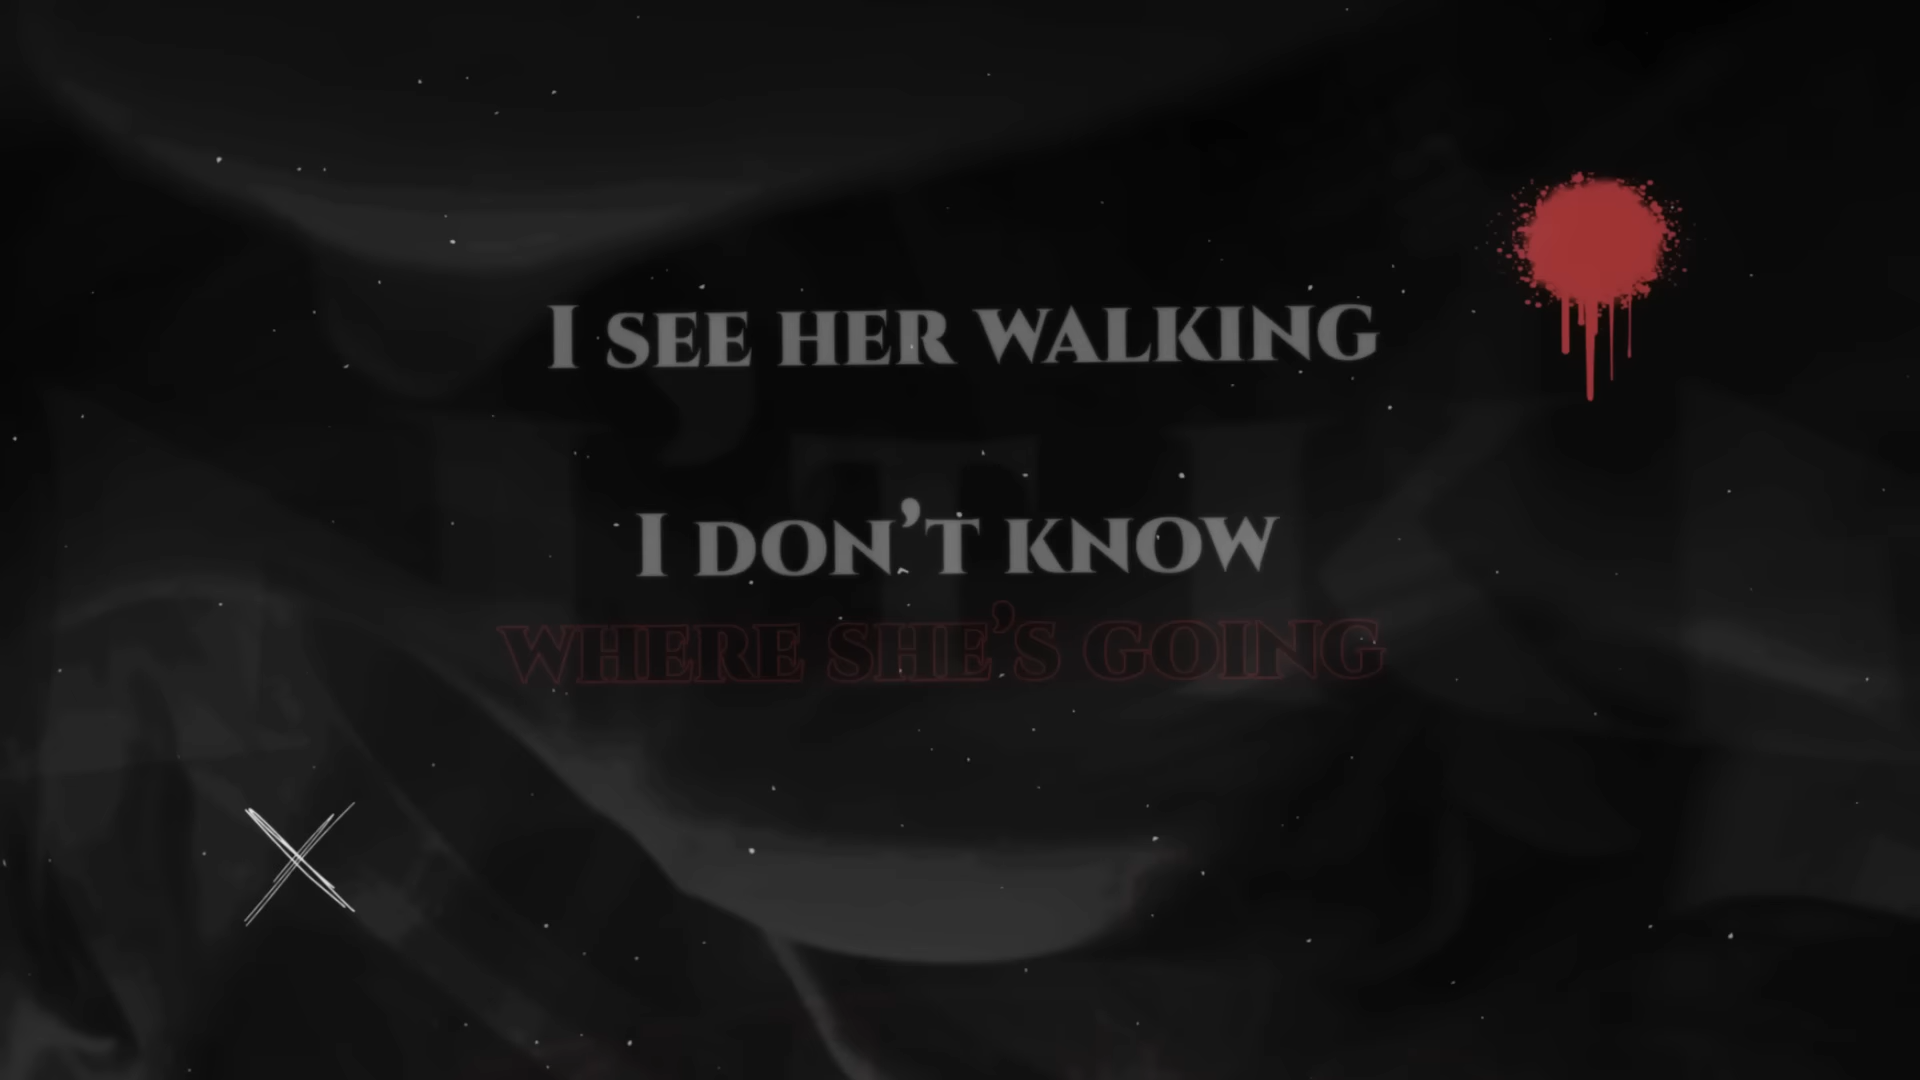 I SEE HER WALKING
I DON’T KNOW
WHERE SHE’S GOING